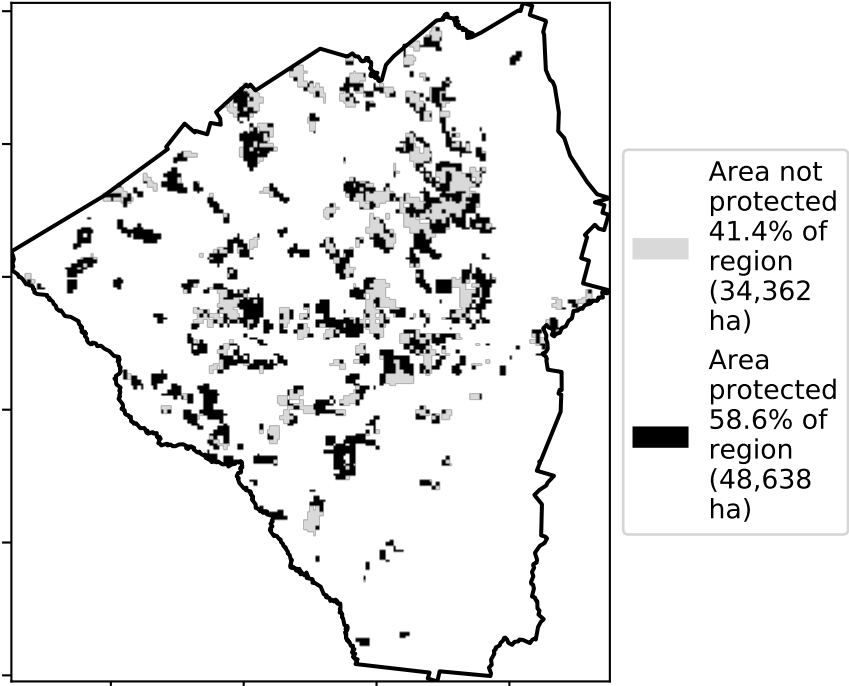 Area not
protected
41.4% of
region
(34,362
ha)
Area
protected
58.6% of
region
(48,638
ha)